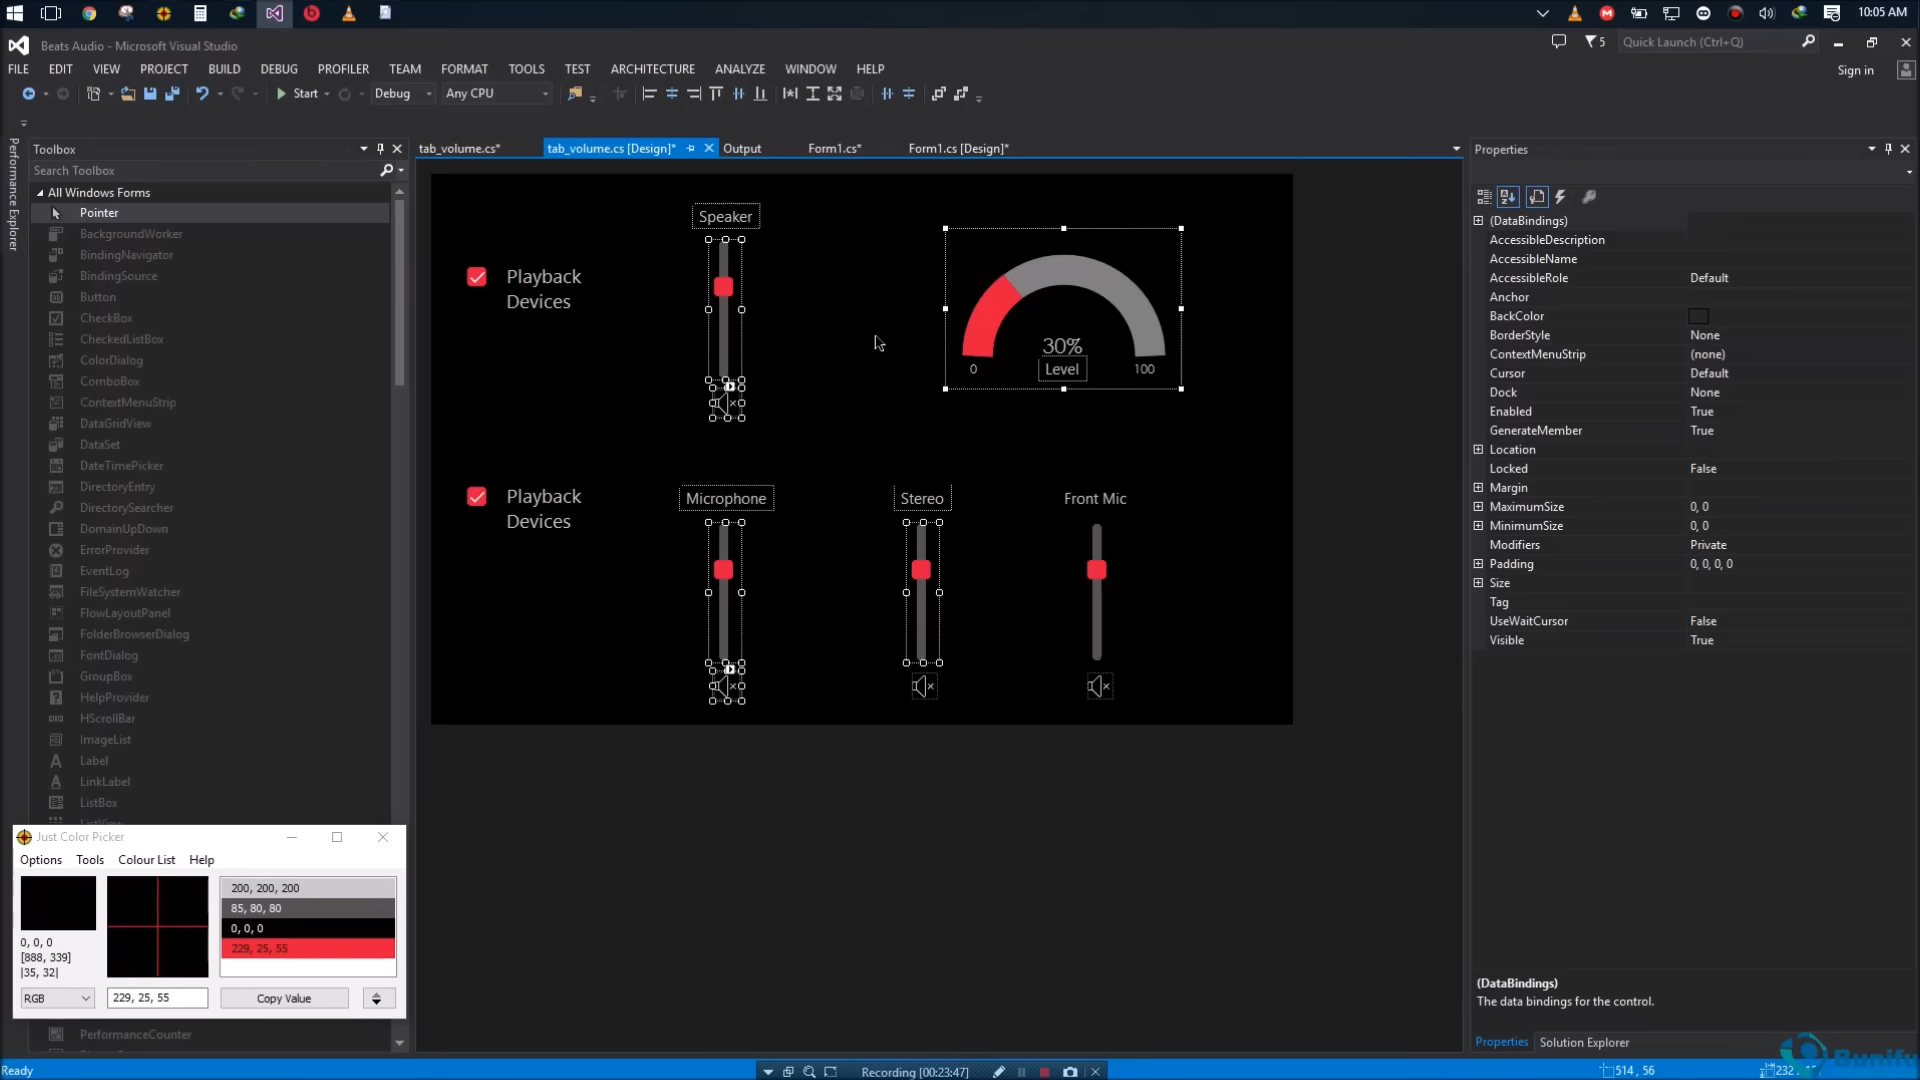 10:05 AM
Beats Audio - Microsoft Visual Studio
5
Quick Launch (Ctrl+Q)
FILE EDIT VIEW PROJECT BUILD DEBUG PROFILER TEAM FORMAT TOOLS TEST ARCHITECTURE ANALYZE WINDOW HELP
Sign in
Start
Debug
Any CPU
Performance Explorer
Toolbox
Search Toolbox
All Windows Forms
Pointer
BackgroundWorker
BindingNavigator
BindingSource
Button
CheckBox
CheckedListBox
ColorDialog
ComboBox
ContextMenuStrip
DataGridView
DataSet
DateTimePicker
DirectoryEntry
DirectorySearcher
DomainUpDown
ErrorProvider
EventLog
FileSystemWatcher
FlowLayoutPanel
FolderBrowserDialog
FontDialog
GroupBox
HelpProvider
HScrollBar
ImageList
Label
LinkLabel
ListBox
PerformanceCounter
Just Color Picker
Options Tools Colour List Help
200, 200, 200
85, 80, 80
0, 0, 0
229, 25, 55
0, 0, 0
[888, 339]
|35, 32|
RGB
229, 25, 55
Copy Value
tab_volume.cs* tab_volume.cs [Design]* Output Form1.cs* Form1.cs [Design]*
Speaker
Playback
Devices
30%
Level
0
100
Playback
Devices
Microphone
Stereo
Front Mic
Properties
(DataBindings)
AccessibleDescription
AccessibleName
AccessibleRole Default
Anchor
BackColor
BorderStyle None
ContextMenuStrip (none)
Cursor Default
Dock None
Enabled True
GenerateMember True
Location
Locked False
Margin
MaximumSize 0, 0
MinimumSize 0, 0
Modifiers Private
Padding 0, 0, 0, 0
Size
Tag
UseWaitCursor False
Visible True
(DataBindings)
The data bindings for the control.
Properties Solution Explorer
Ready
Recording [00:23:47]
514 , 56